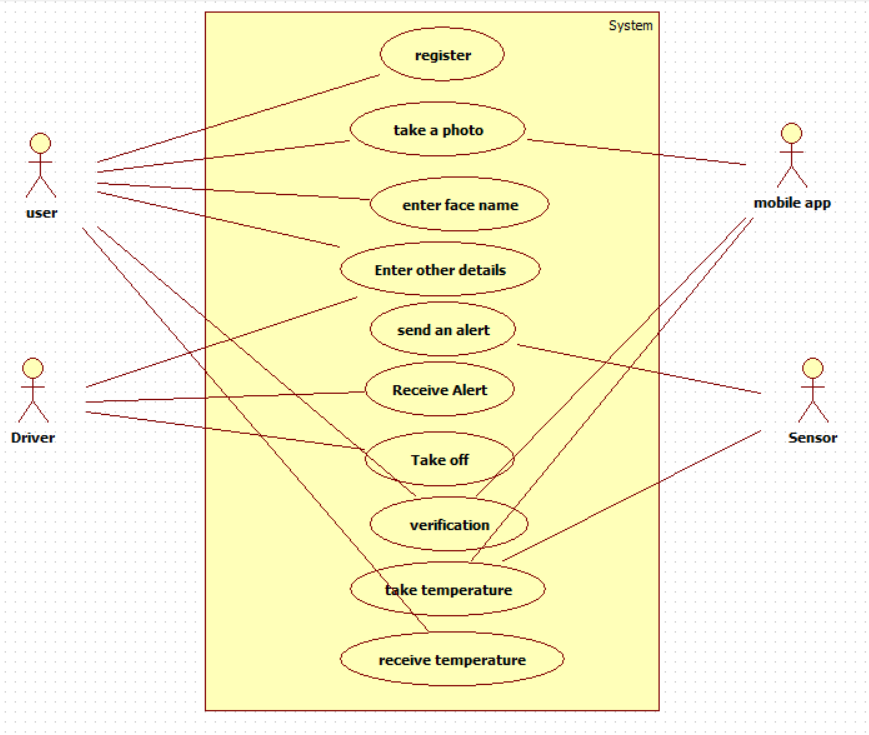 System
register
take a photo
enter face name
user
mobile app
Enter other details
send an alert
Receive Alert
Driver
Sensor
Take off
verification
take temperature
receive temperature